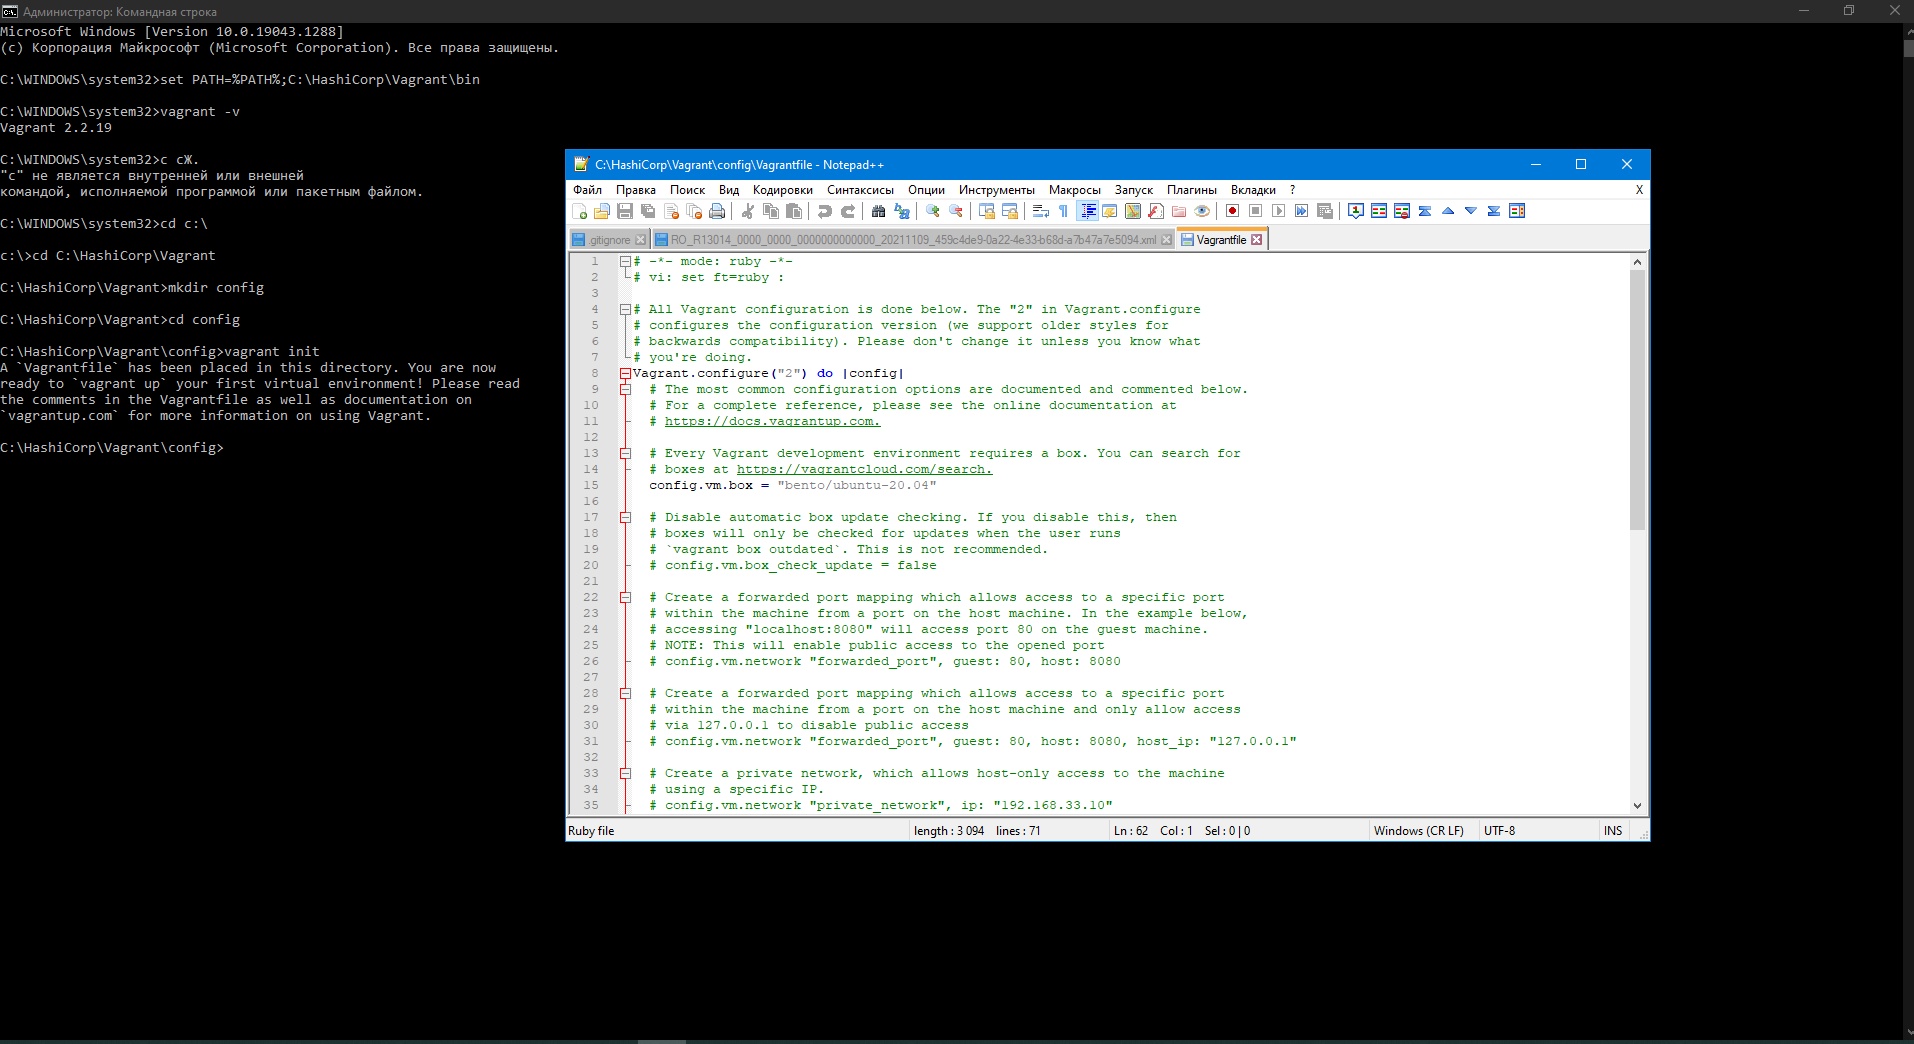 Администратор: Командная строка
Microsoft Windows [Version 10.0.19043.1288]
(c) Корпорация Майкрософт (Microsoft Corporation). Все права защищены.
C:\WINDOWS\system32>set PATH=%PATH%;C:\HashiCorp\Vagrant\bin
C:\WINDOWS\system32>vagrant -v
Vagrant 2.2.19
C:\WINDOWS\system32>c cЖ.
"c" не является внутренней или внешней
командой, исполняемой программой или пакетным файлом.
C:\WINDOWS\system32>cd c:\
c:\>cd C:\HashiCorp\Vagrant
C:\HashiCorp\Vagrant>mkdir config
C:\HashiCorp\Vagrant>cd config
C:\HashiCorp\Vagrant\config>vagrant init
A `Vagrantfile` has been placed in this directory. You are now
ready to `vagrant up` your first virtual environment! Please read
the comments in the Vagrantfile as well as documentation on
`vagrantup.com` for more information on using Vagrant.
C:\HashiCorp\Vagrant\config>
C:\HashiCorp\Vagrant\config\Vagrantfile - Notepad++
Файл Правка Поиск Вид Кодировки Синтаксисы Опции Инструменты Макросы Запуск Плагины Вкладки ? X
.gitignore RO_R13014_0000_0000_0000000000000_20211109_459c4de9-0a22-4e33-b68d-a7b47a7e5094.xml Vagrantfile
1 # -*- mode: ruby -*-
2 # vi: set ft=ruby :
3
4 # All Vagrant configuration is done below. The "2" in Vagrant.configure
5 # configures the configuration version (we support older styles for
6 # backwards compatibility). Please don't change it unless you know what
7 # you're doing.
8 Vagrant.configure("2") do |config|
9 # The most common configuration options are documented and commented below.
10 # For a complete reference, please see the online documentation at
11 # https://docs.vagrantup.com.
12
13 # Every Vagrant development environment requires a box. You can search for
14 # boxes at https://vagrantcloud.com/search.
15 config.vm.box = "bento/ubuntu-20.04"
16
17 # Disable automatic box update checking. If you disable this, then
18 # boxes will only be checked for updates when the user runs
19 # `vagrant box outdated`. This is not recommended.
20 # config.vm.box_check_update = false
21
22 # Create a forwarded port mapping which allows access to a specific port
23 # within the machine from a port on the host machine. In the example below,
24 # accessing "localhost:8080" will access port 80 on the guest machine.
25 # NOTE: This will enable public access to the opened port
26 # config.vm.network "forwarded_port", guest: 80, host: 8080
27
28 # Create a forwarded port mapping which allows access to a specific port
29 # within the machine from a port on the host machine and only allow access
30 # via 127.0.0.1 to disable public access
31 # config.vm.network "forwarded_port", guest: 80, host: 8080, host_ip: "127.0.0.1"
32
33 # Create a private network, which allows host-only access to the machine
34 # using a specific IP.
35 # config.vm.network "private_network", ip: "192.168.33.10"
Ruby file length : 3 094 lines : 71 Ln : 62 Col : 1 Sel : 0 | 0 Windows (CR LF) UTF-8 INS